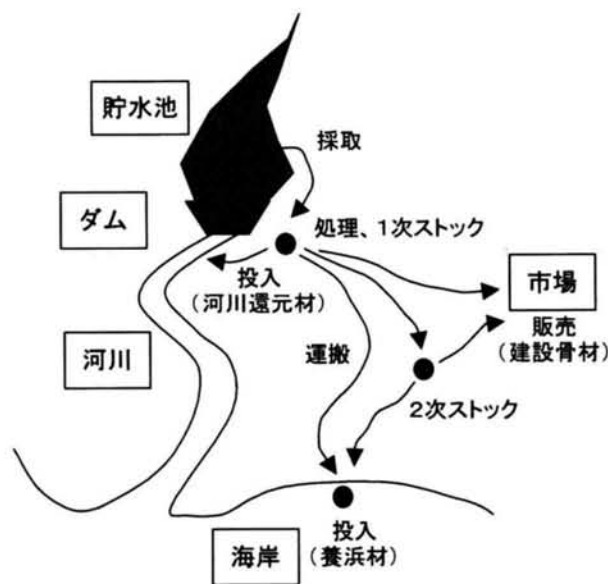 貯水池
採取
ダム
処理、1次ストック
投入
(河川還元材)
市場
販売
(建設骨材)
河川
運搬
2次ストック
海岸
投入
(養浜材)